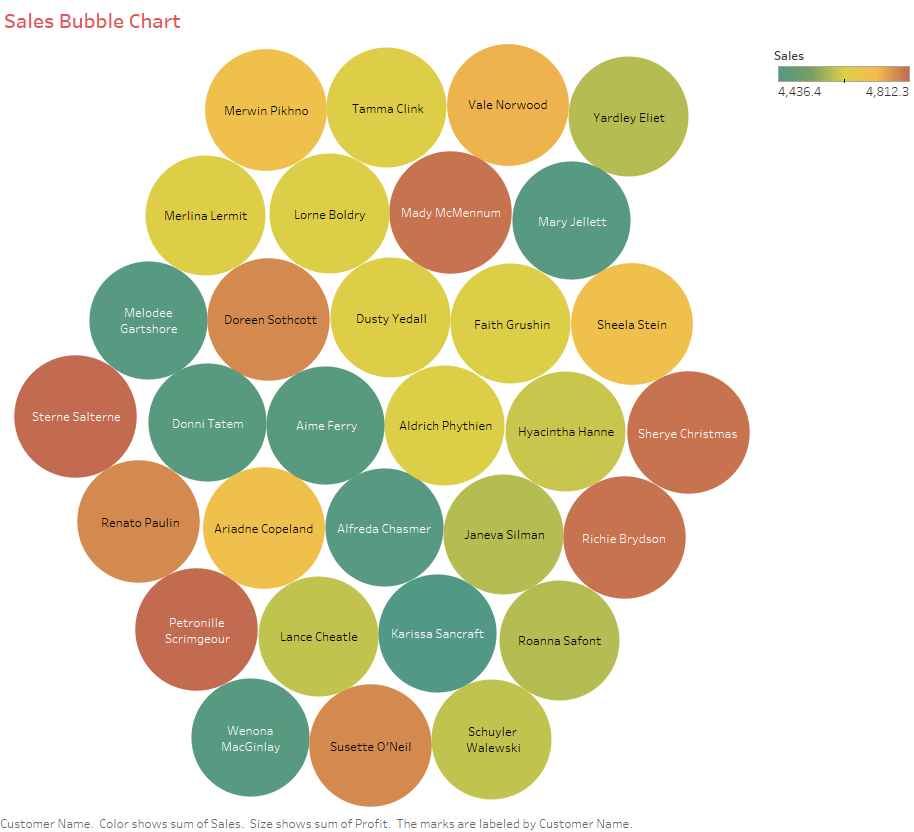 Sales Bubble Chart
Sales
4,436.4 4,812.3
Merwin Pikhno
Tamma Clink
Vale Norwood
Yardley Eliet
Merlina Lermit
Lorne Boldry
Mady McMennum
Mary Jellett
Melodee
Gartshore
Doreen Sothcott
Dusty Yedall
Faith Grushin
Sheela Stein
Sterne Salterne
Donni Tatem
Aime Ferry
Aldrich Phythien
Hyacintha Hanne
Sherye Christmas
Renato Paulin
Ariadne Copeland
Alfreda Chasmer
Janeva Silman
Richie Brydson
Petronille
Scrimgeour
Lance Cheatle
Karissa Sancraft
Roanna Safont
Wenona
MacGinlay
Susette O'Neil
Schuyler
Walewski
Customer Name.  Color shows sum of Sales.  Size shows sum of Profit.  The marks are labeled by Customer Name.